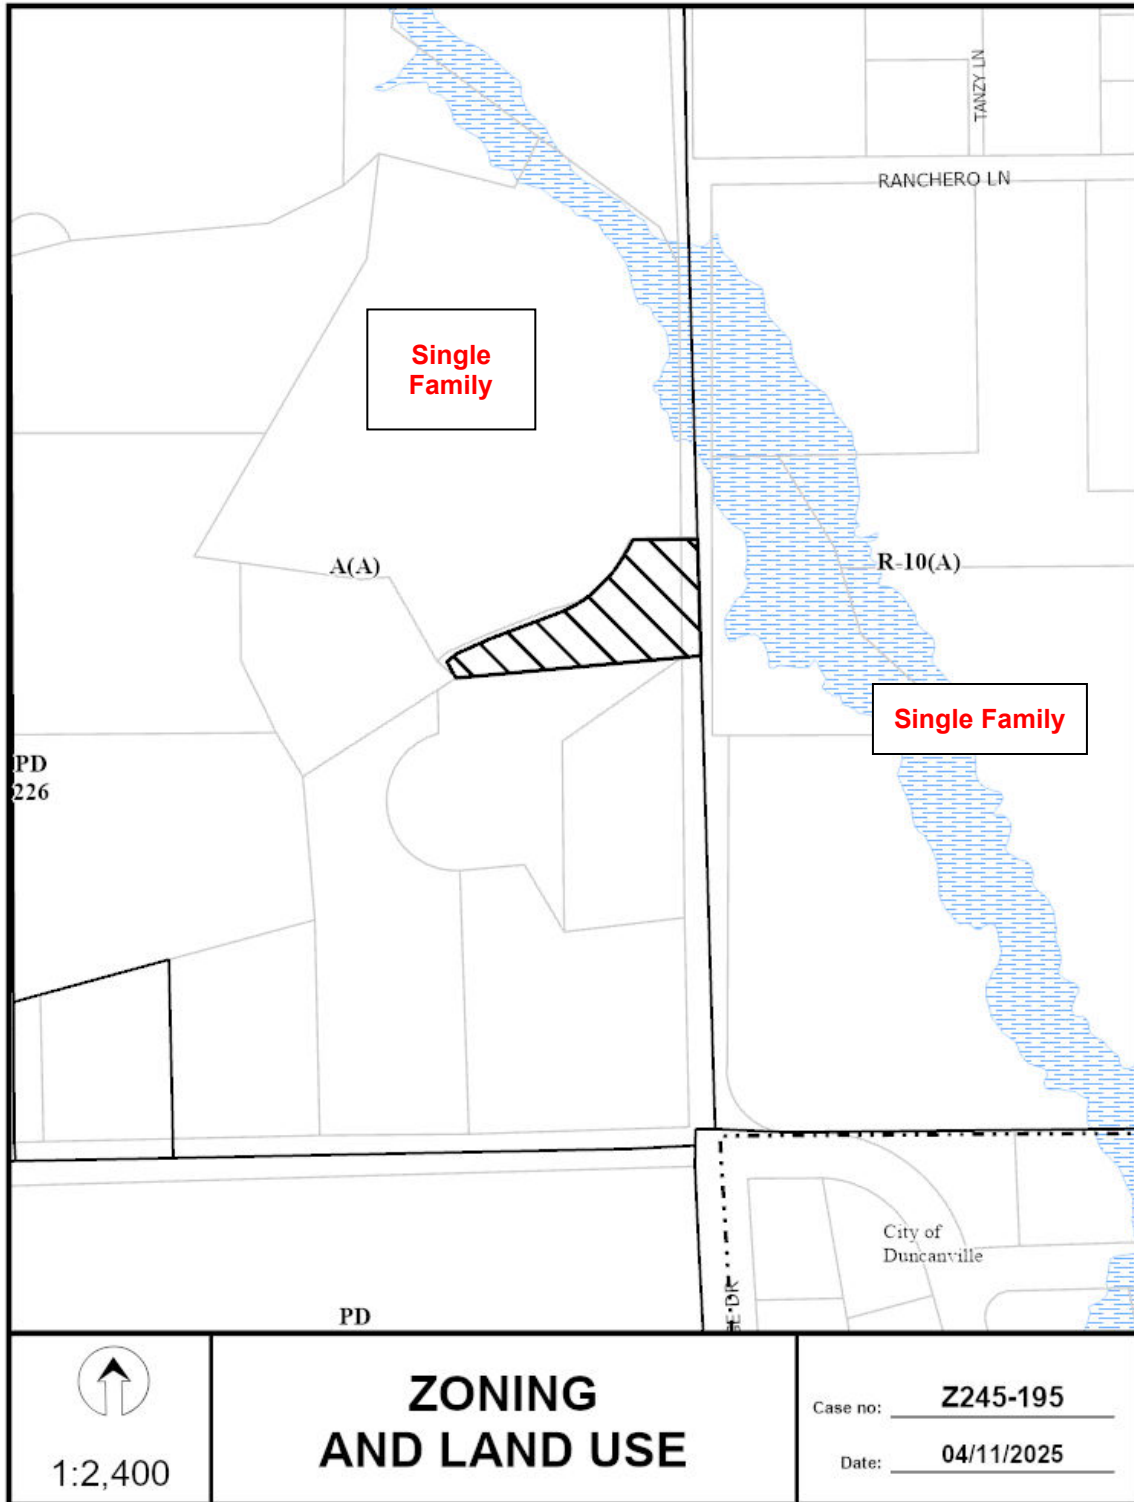 TANZY LN
RANCHERO LN
Single
Family
A(A)
R-10(A)
Single Family
PD
226
City of
Duncanville
PD
ZONING
AND LAND USE
1:2,400
Case no: Z245-195
Date: 04/11/2025